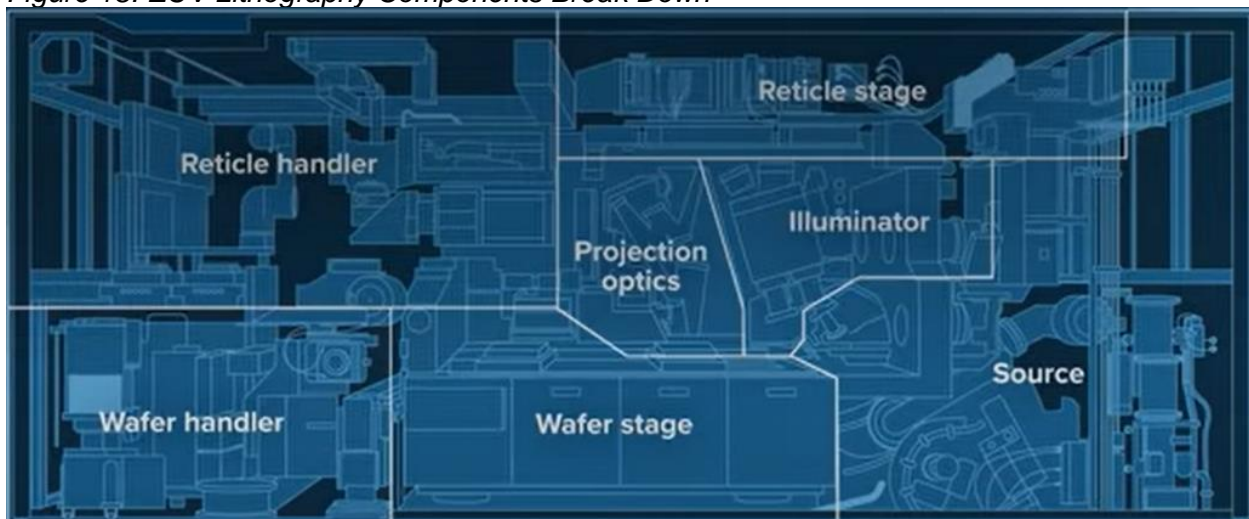 Reticle stage
Reticle handler
Illuminator
Projection
optics
Source
Wafer handler
Wafer stage